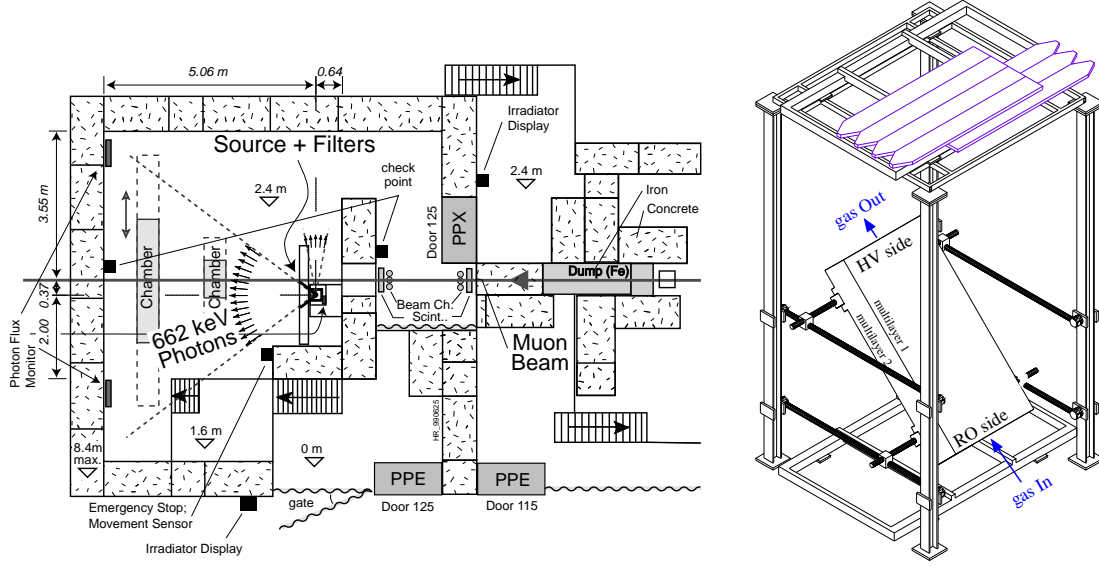 5.06 m
0.64
3.55 m
0.37
2.00
Photon Flux
Monitor
Source + Filters
2.4 m
check
point
Irradiator
Display
2.4 m
Door 125
PPX
Iron
Concrete
Dump (Fe)
Chamber
Chamber
662 keV
Photons
Beam Ch.
Scint..
Muon
Beam
HR_990625
8.4m
max.
1.6 m
0 m
PPE
PPE
Door 125
Door 115
gate
Emergency Stop;
Movement Sensor
Irradiator Display
gas Out
HV side
multilayer 1
multilayer 2
RO side
gas In